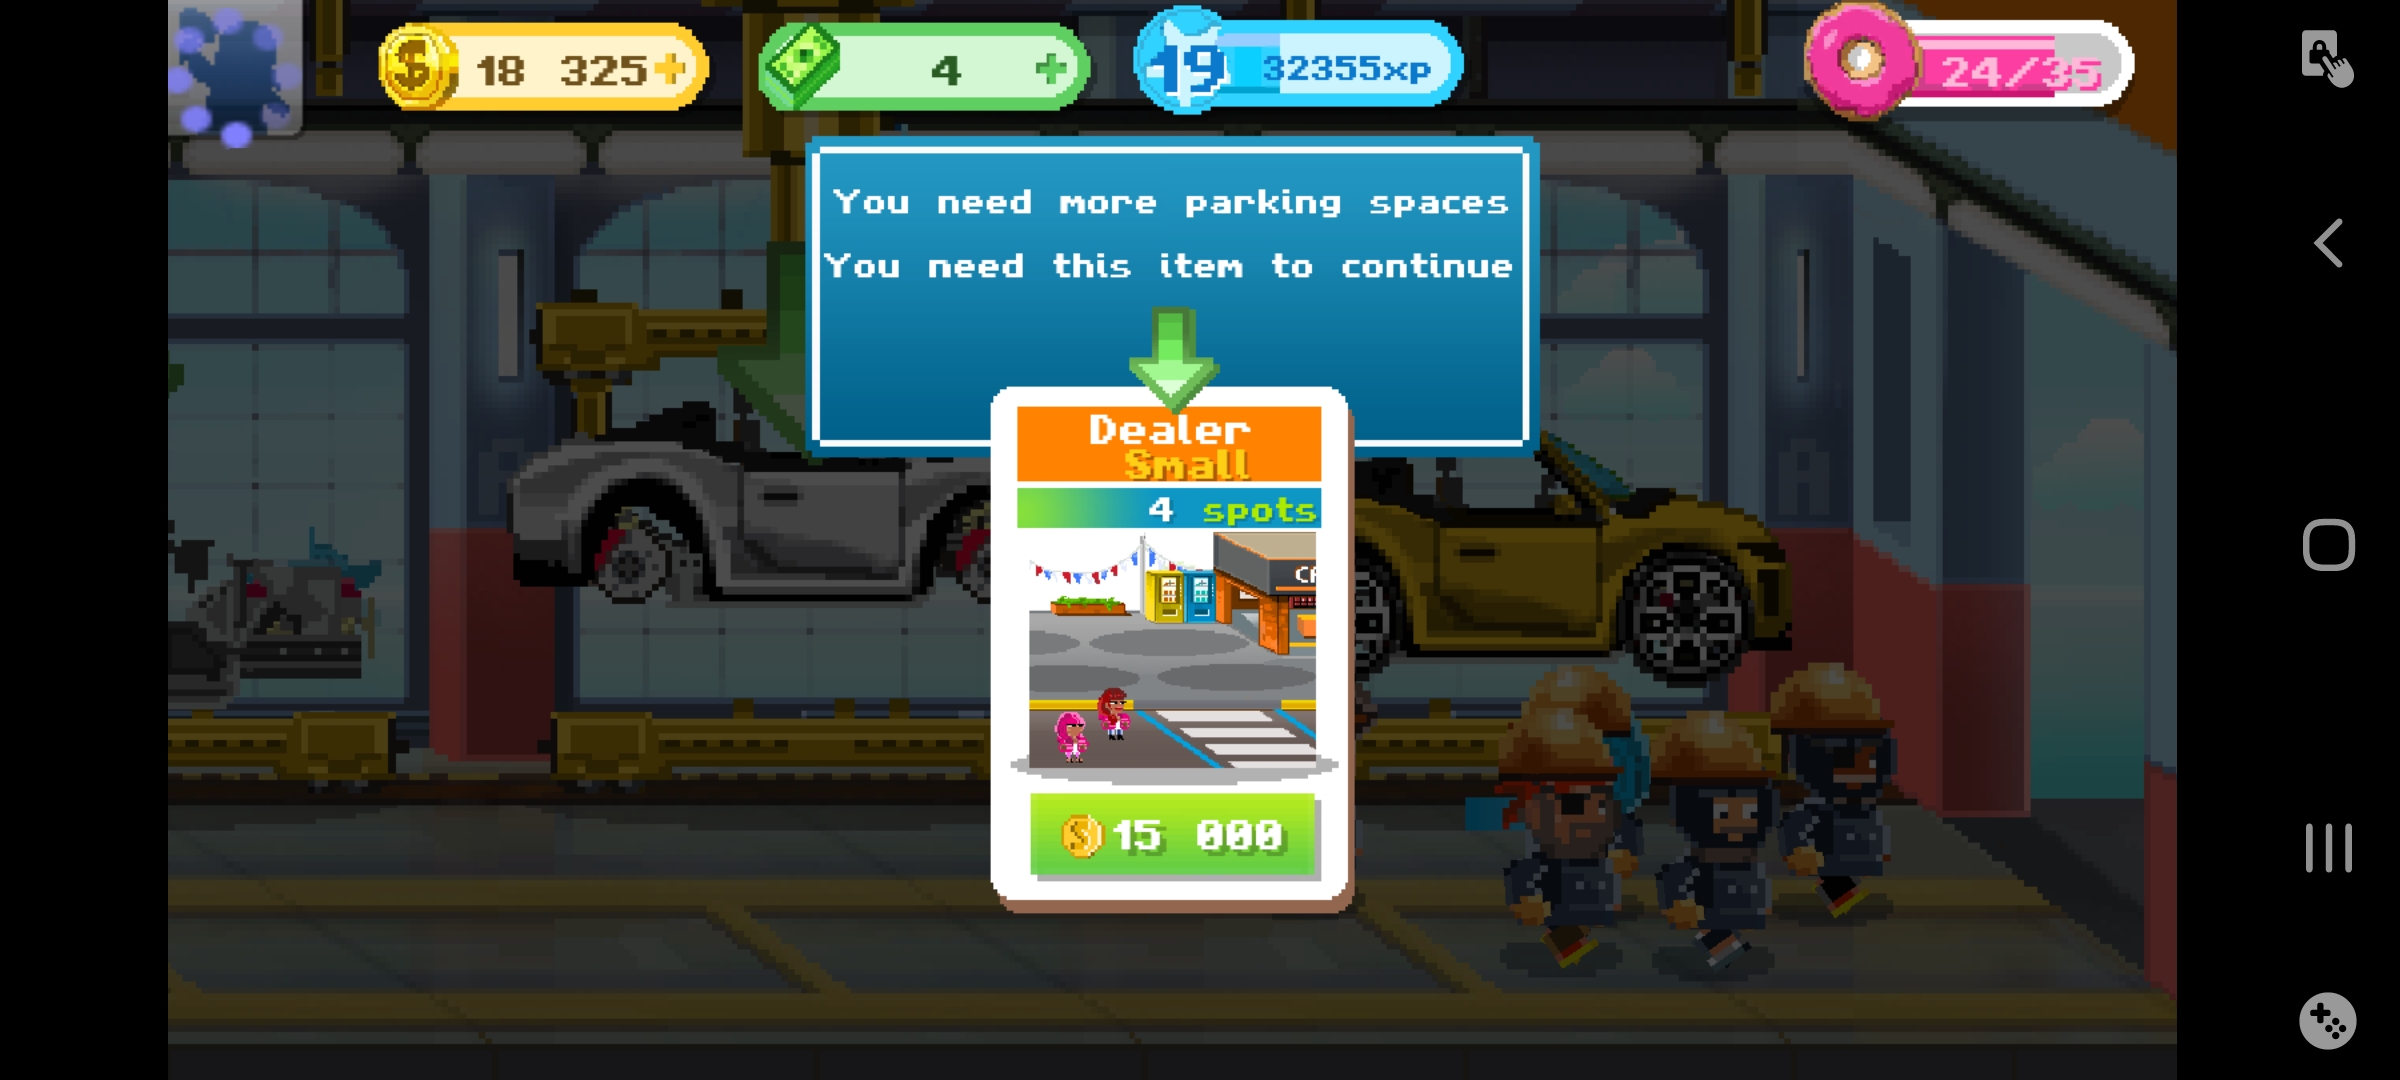 18 325
4
19 32355xp
24/35
You need more parking spaces
You need this item to continue
Dealer
Small
4 spots
15 000